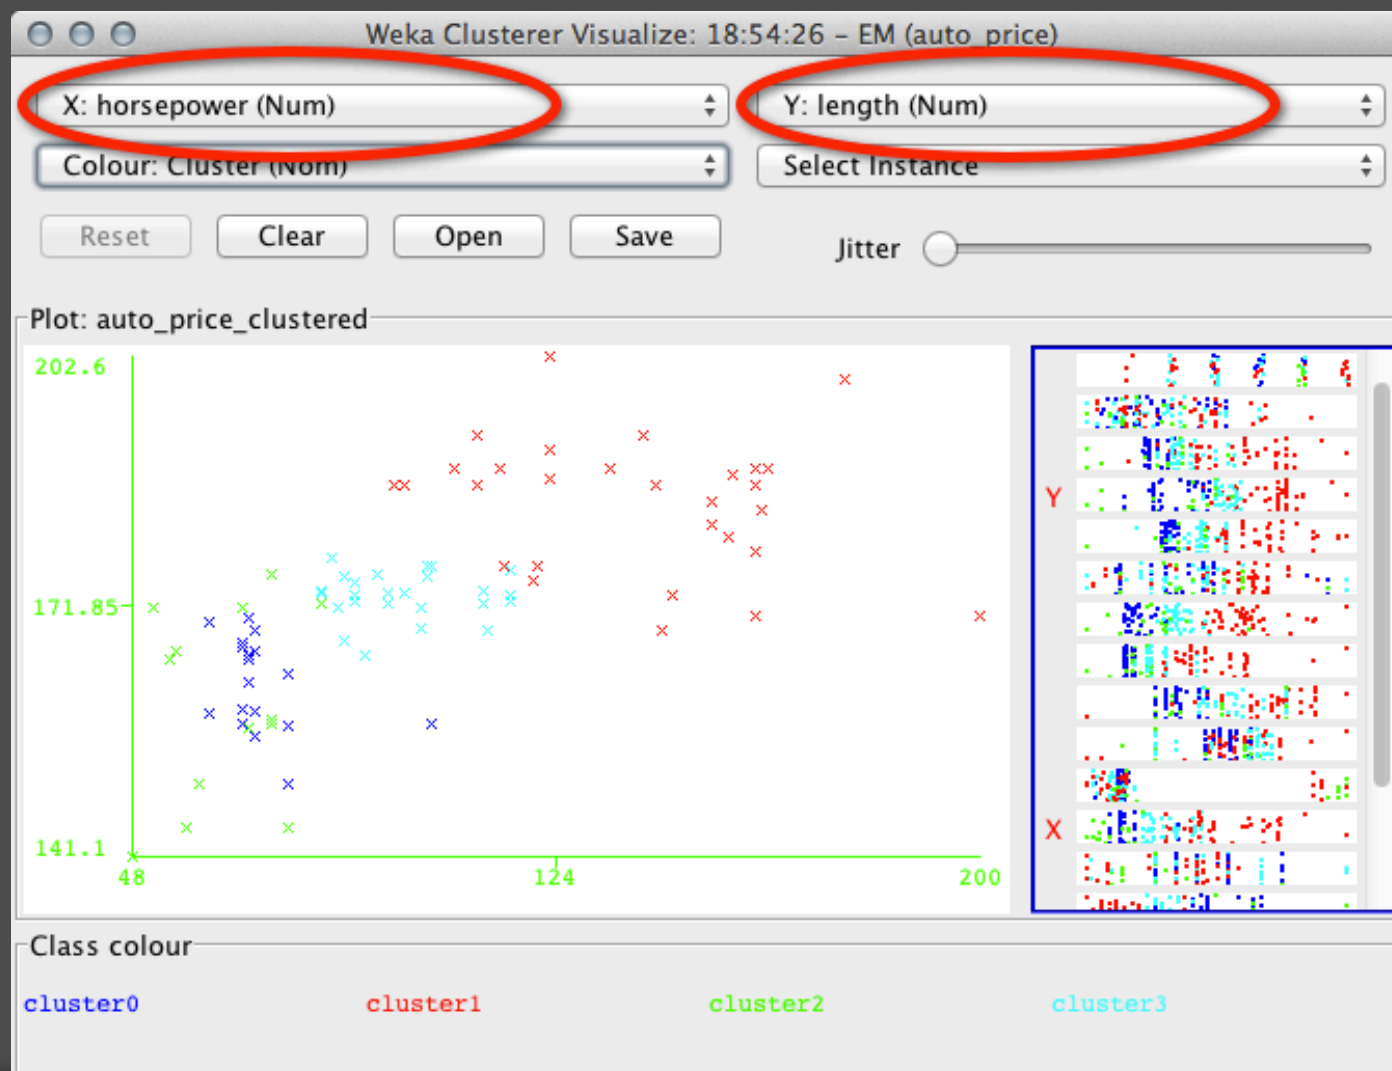 Weka Clusterer Visualize: 18:54:26 – EM (auto_price)
X: horsepower (Num)
Y: length (Num)
Colour: Cluster (Nom)
Select Instance
Reset
Clear
Open
Save
Jitter
Plot: auto_price_clustered
202.6
171.85
141.1
48
124
200
Y
X
Class colour
cluster0
cluster1
cluster2
cluster3